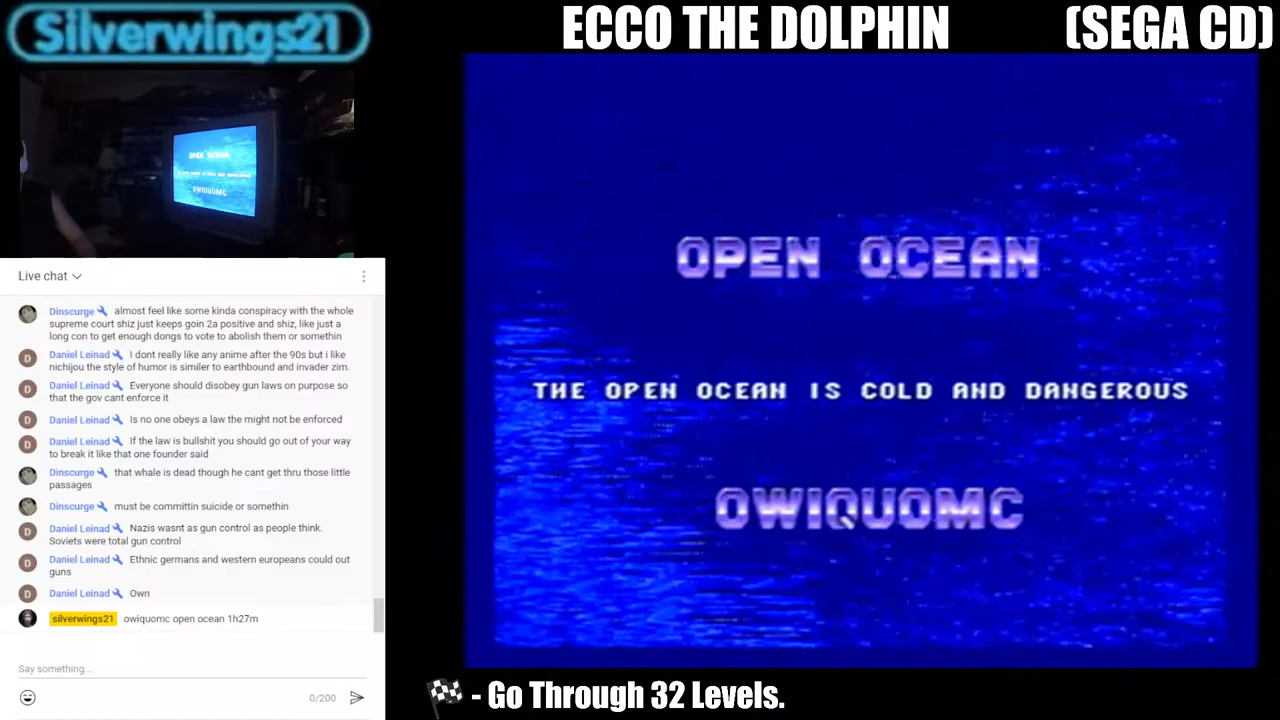 Silverwings21
ECCO THE DOLPHIN (SEGA CD)
OPEN OCEAN
OWIQUOMC
Live chat
Dinscurge almost feel like some kinda conspiracy with the whole
supreme court shiz just keeps goin 2a positive and shiz, like just a
long con to get enough dongs to vote to abolish them or somethin
D Daniel Leinad I dont really like any anime after the 90s but i like
nichijou the style of humor is similer to earthbound and invader zim.
D Daniel Leinad Everyone should disobey gun laws on purpose so
that the gov cant enforce it
D Daniel Leinad Is no one obeys a law the might not be enforced
D Daniel Leinad If the law is bullshit you should go out of your way
to break it like that one founder said
Dinscurge that whale is dead though he cant get thru those little
passages
Dinscurge must be committin suicide or somethin
D Daniel Leinad Nazis wasnt as gun control as people think.
Soviets were total gun control
D Daniel Leinad Ethnic germans and western europeans could out
guns
D Daniel Leinad Own
silverwings21 owiquomc open ocean 1h27m
Say something...
0/200
OPEN OCEAN
THE OPEN OCEAN IS COLD AND DANGEROUS
OWIQUOMC
- Go Through 32 Levels.